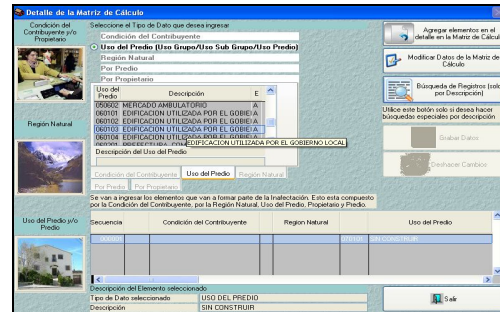 Detalle de la Matriz de Cálculo
Condición del Contribuyente y/o Propietario
Seleccione el Tipo de Dato que desea ingresar
Condición del Contribuyente
Uso del Predio (Uso Grupo/Uso Sub Grupo/Uso Predio)
Región Natural
Por Predio
Por Propietario
Uso del Predio Descripción E
050602 MERCADO AMBULATORIO A
060101 EDIFICACION UTILIZADA POR EL GOBIE A
060102 EDIFICACION UTILIZADA POR EL GOBIE A
060103 EDIFICACION UTILIZADA POR EL GOBIE A
060104 EDIFICACION UTILIZADA POR EL GOBIE
EDIFICACION UTILIZADA POR EL GOBIERNO LOCAL
Descripción del Uso del Predio
Condición del Contribuyente Uso del Predio Región Natural
Por Predio Por Propietario
Agregar elementos en el detalle en la Matriz de Cálcul
Modificar Datos de la Matriz de Cálculo
Búsqueda de Registros (solo por Descripción)
Utilice este botón solo si desea hacer búsquedas especiales por descripción
Grabar Datos
Deshacer Cambios
Región Natural
Se van a ingresar los elementos que van a formar parte de la Inafectación. Esto esta compuesto por la Condición del Contribuyente, por la Región Natural, Uso del Predio, Propietario y Predio.
Uso del Predio y/o Predio
Secuencia Condición del Contribuyente Region Natural Uso del Predio
000001 070101 SIN CONSTRUIR
Descripción del Elemento seleccionado
Tipo de Dato seleccionado USO DEL PREDIO
Descripción SIN CONSTRUIR
Salir